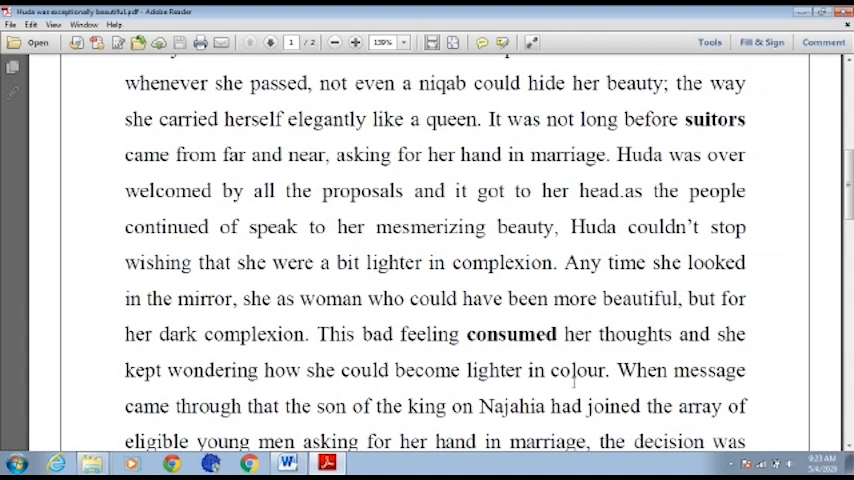 Huda was exceptionally beautiful.pdf - Adobe Reader
File Edit View Window Help
Open 1 / 2 139% Tools Fill & Sign Comment
whenever she passed, not even a niqab could hide her beauty; the way
she carried herself elegantly like a queen. It was not long before suitors
came from far and near, asking for her hand in marriage. Huda was over
welcomed by all the proposals and it got to her head.as the people
continued of speak to her mesmerizing beauty, Huda couldn't stop
wishing that she were a bit lighter in complexion. Any time she looked
in the mirror, she as woman who could have been more beautiful, but for
her dark complexion. This bad feeling consumed her thoughts and she
kept wondering how she could become lighter in colour. When message
came through that the son of the king on Najahia had joined the array of
eligible young men asking for her hand in marriage, the decision was
9:23 AM
5/4/2020